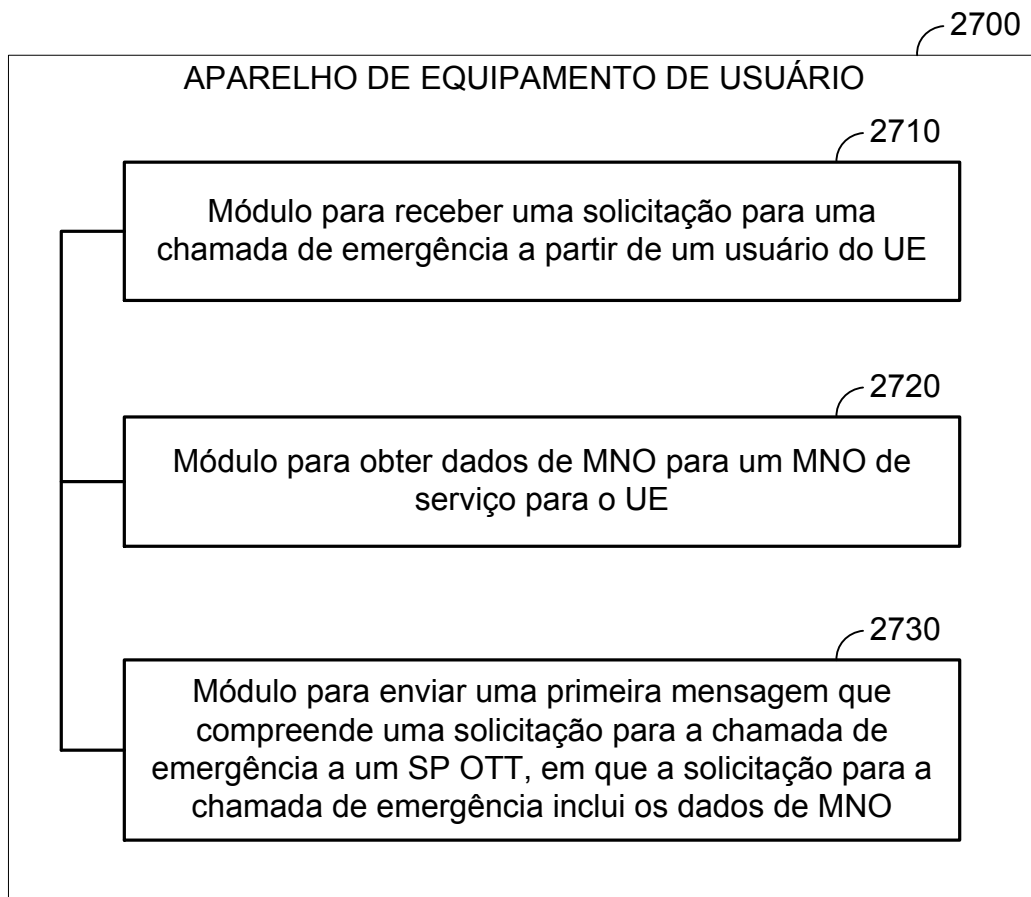 2700
APARELHO DE EQUIPAMENTO DE USUÁRIO
2710
Módulo para receber uma solicitação para uma
chamada de emergência a partir de um usuário do UE
2720
Módulo para obter dados de MNO para um MNO de
serviço para o UE
2730
Módulo para enviar uma primeira mensagem que
compreende uma solicitação para a chamada de
emergência a um SP OTT, em que a solicitação para a
chamada de emergência inclui os dados de MNO